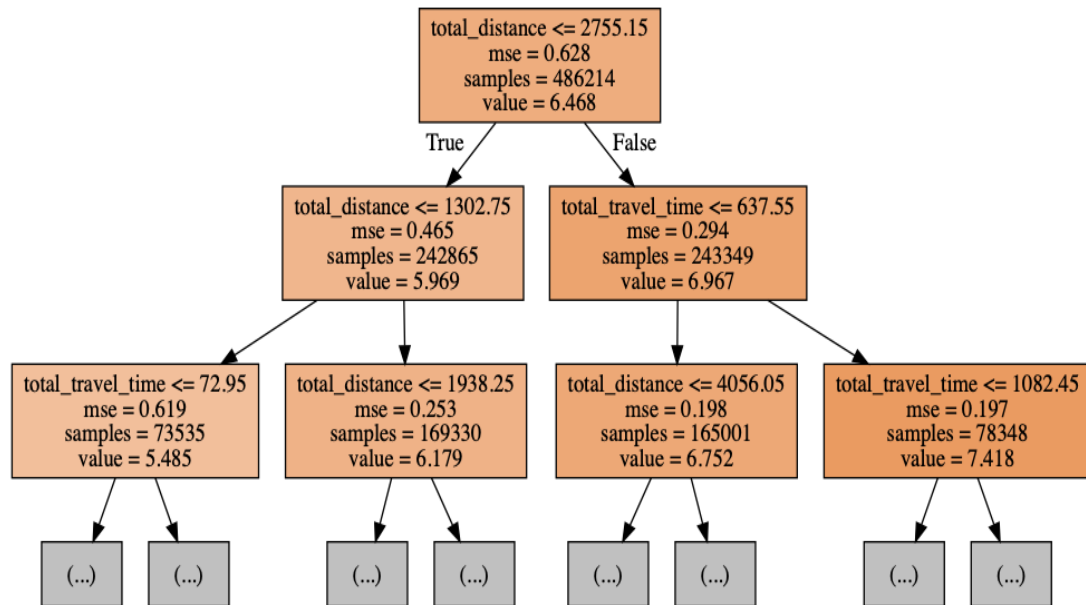 total_distance <= 2755.15
mse = 0.628
samples = 486214
value = 6.468
True
False
total_distance <= 1302.75
mse = 0.465
samples = 242865
value = 5.969
total_travel_time <= 637.55
mse = 0.294
samples = 243349
value = 6.967
total_travel_time <= 72.95
mse = 0.619
samples = 73535
value = 5.485
total_distance <= 1938.25
mse = 0.253
samples = 169330
value = 6.179
total_distance <= 4056.05
mse = 0.198
samples = 165001
value = 6.752
total_travel_time <= 1082.45
mse = 0.197
samples = 78348
value = 7.418
(...)
(...)
(...)
(...)
(...)
(...)
(...)
(...)